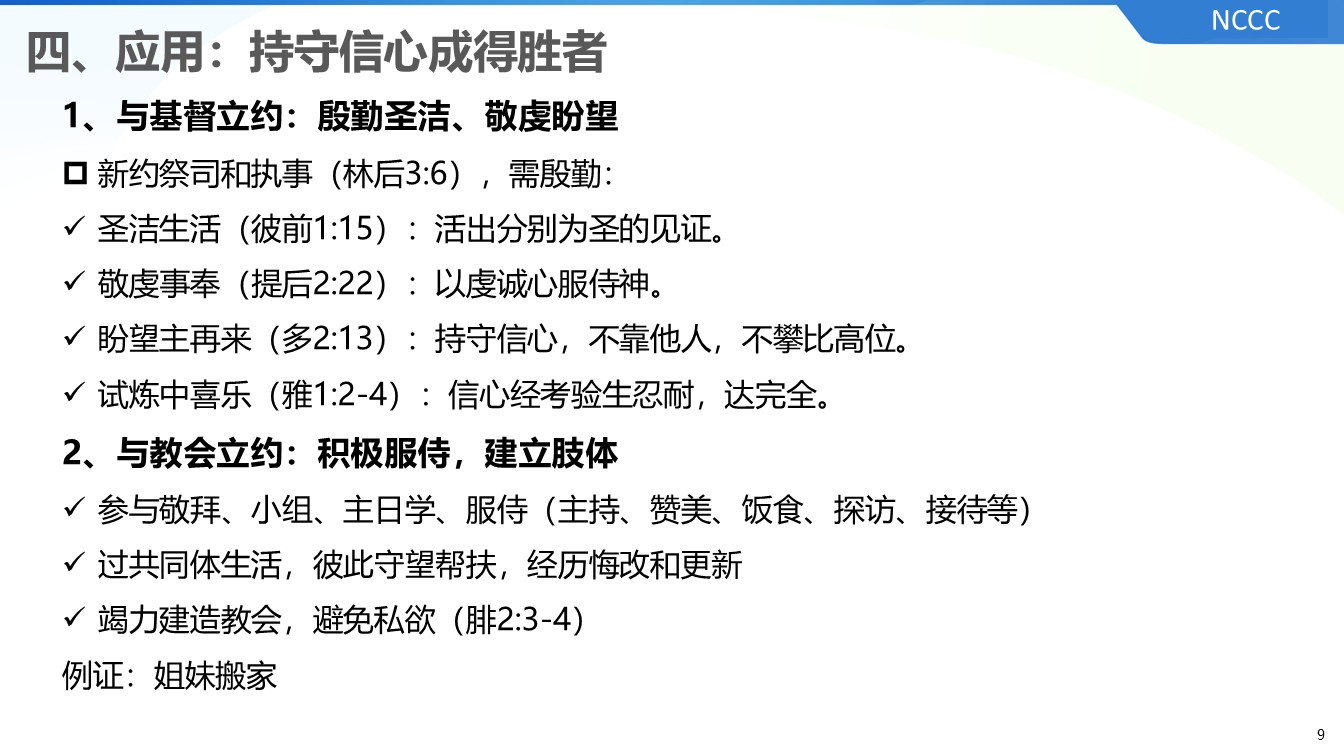 NCCC
四、应用：持守信心成得胜者
1、与基督立约：殷勤圣洁、敬虔盼望
新约祭司和执事（林后3:6），需殷勤：
✓ 圣洁生活（彼前1:15）：活出分别为圣的见证。
✓ 敬虔事奉（提后2:22）：以虔诚心服侍神。
✓ 盼望主再来（多2:13）：持守信心，不靠他人，不攀比高位。
✓ 试炼中喜乐（雅1:2-4）：信心经考验生忍耐，达完全。
2、与教会立约：积极服侍，建立肢体
✓ 参与敬拜、小组、主日学、服侍（主持、赞美、饭食、探访、接待等）
✓ 过共同体生活，彼此守望帮扶，经历悔改和更新
✓ 竭力建造教会，避免私欲（腓2:3-4）
例证：姐妹搬家
9